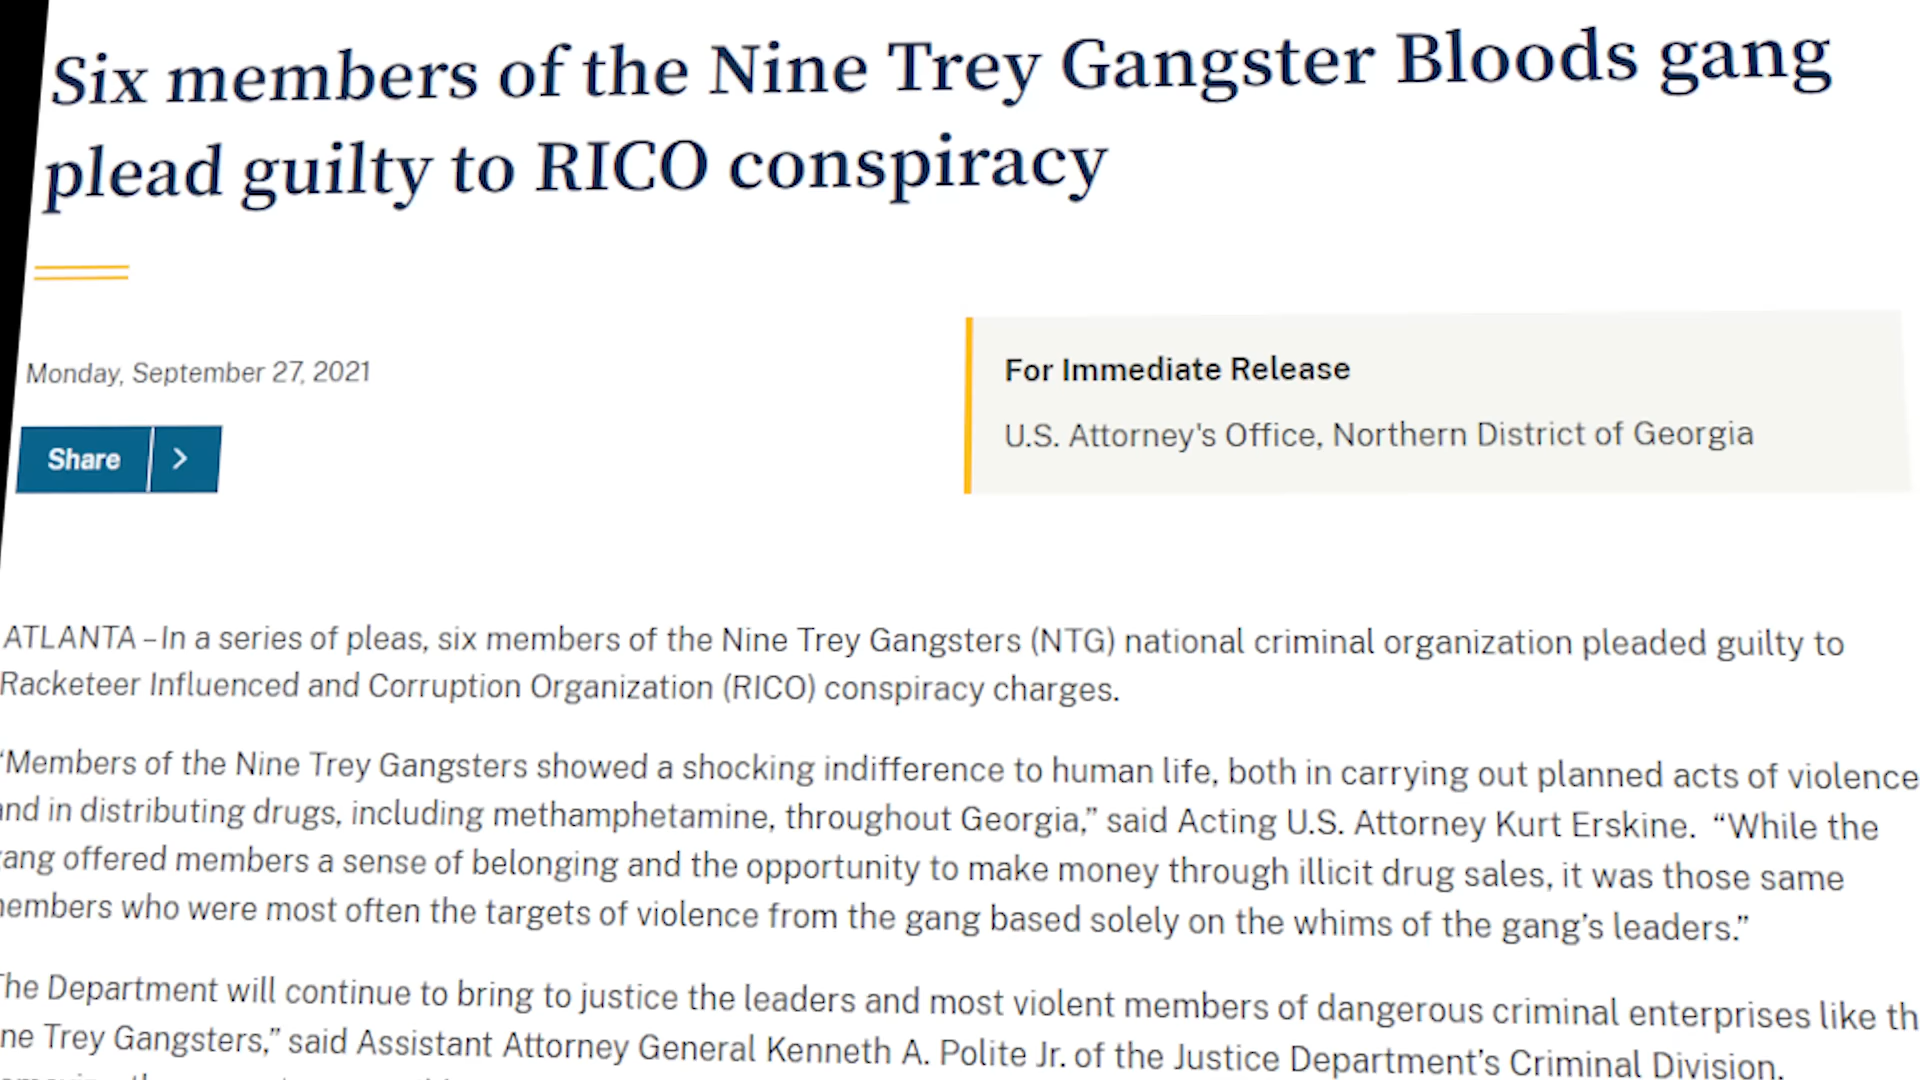 Six members of the Nine Trey Gangster Bloods gang
plead guilty to RICO conspiracy
Monday, September 27, 2021
Share
For Immediate Release
U.S. Attorney's Office, Northern District of Georgia
ATLANTA – In a series of pleas, six members of the Nine Trey Gangsters (NTG) national criminal organization pleaded guilty to
Racketeer Influenced and Corruption Organization (RICO) conspiracy charges.
“Members of the Nine Trey Gangsters showed a shocking indifference to human life, both in carrying out planned acts of violence
and in distributing drugs, including methamphetamine, throughout Georgia,” said Acting U.S. Attorney Kurt Erskine.  “While the
gang offered members a sense of belonging and the opportunity to make money through illicit drug sales, it was those same
members who were most often the targets of violence from the gang based solely on the whims of the gang’s leaders.”
The Department will continue to bring to justice the leaders and most violent members of dangerous criminal enterprises like
Trey Gangsters,” said Assistant Attorney General Kenneth A. Polite Jr. of the Justice Department’s Criminal Division.